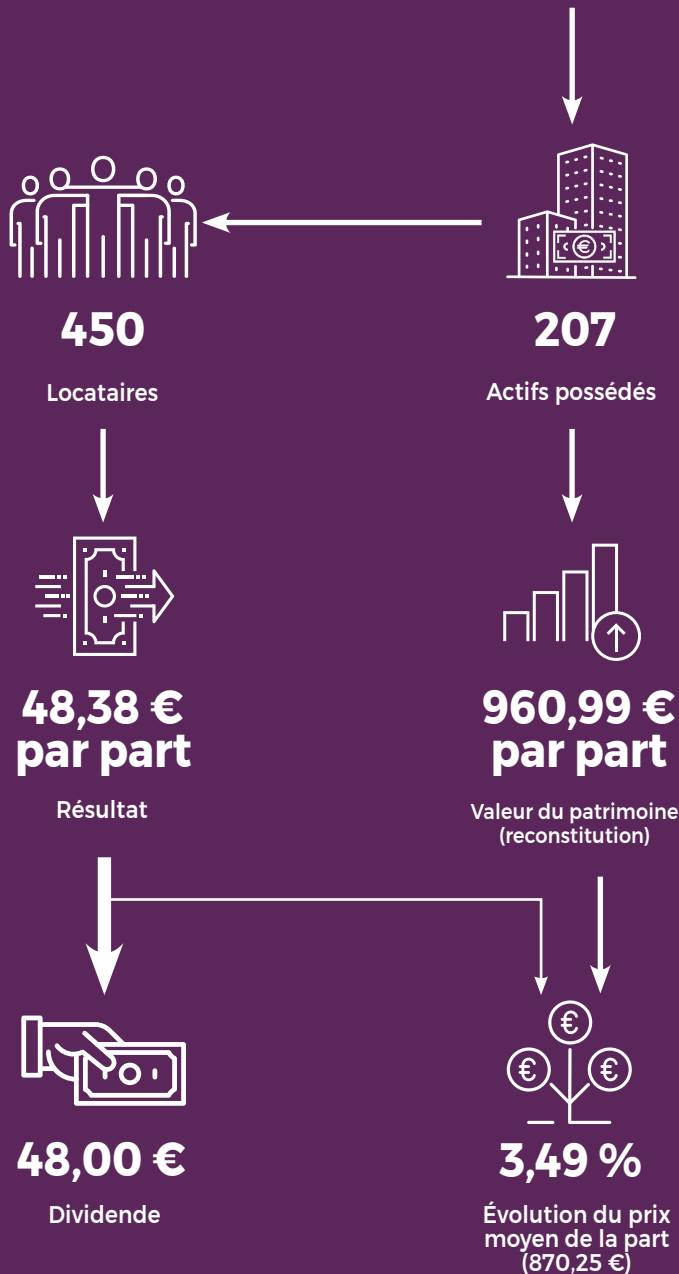 450
Locataires
207
Actifs possédés
48,38 €
par part
Résultat
960,99 €
par part
Valeur du patrimoine
(reconstitution)
€
€
€
€
48,00 €
Dividende
3,49 %
Évolution du prix
moyen de la part
(870,25 €)